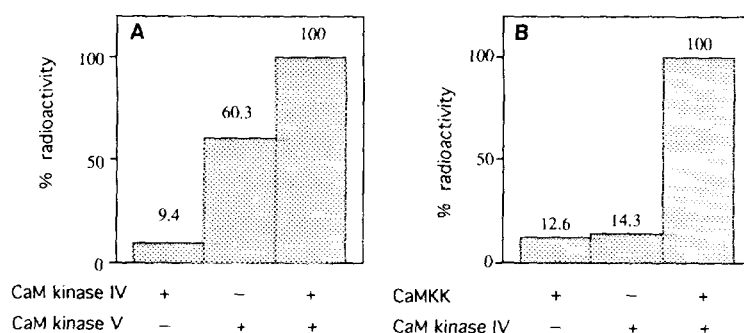 A
% radioactivity
100
50
0
9.4
60.3
100
CaM kinase IV + − +
CaM kinase V − + +
B
% radioactivity
100
50
0
12.6
14.3
100
CaMKK + − +
CaM kinase IV − + +